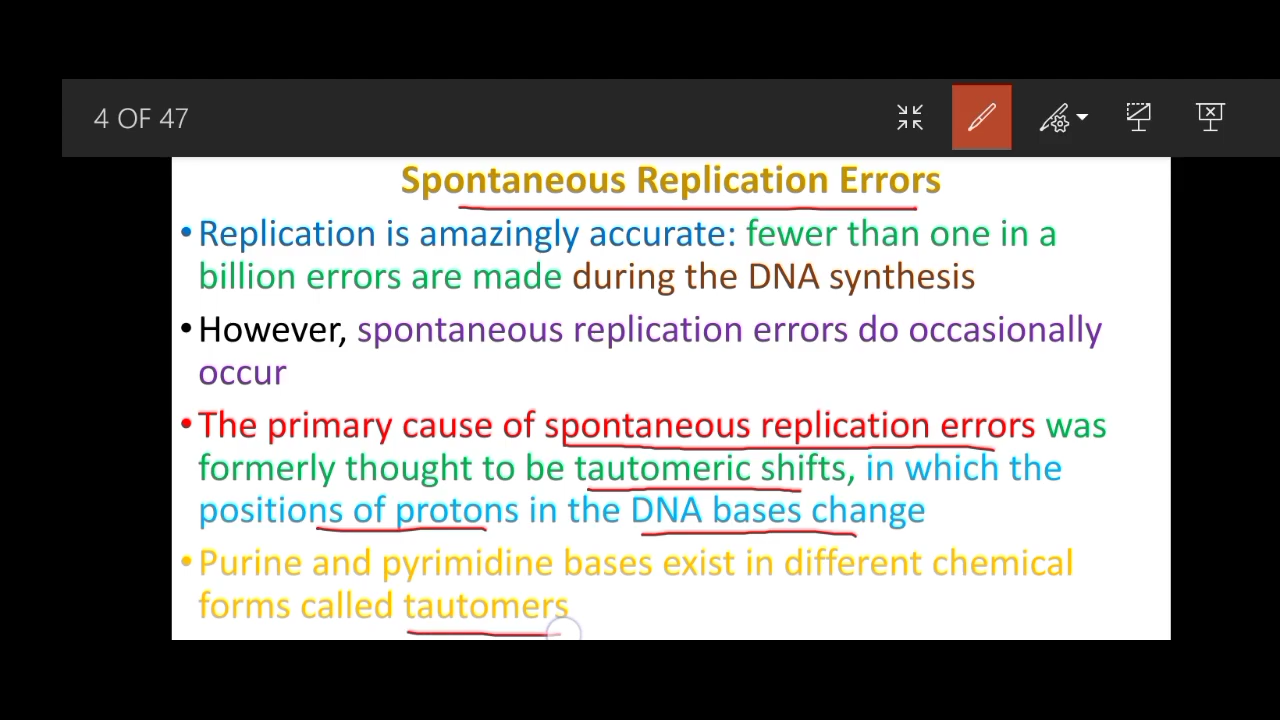 4 OF 47
Spontaneous Replication Errors
•Replication is amazingly accurate: fewer than one in a
billion errors are made during the DNA synthesis
•However, spontaneous replication errors do occasionally
occur
•The primary cause of spontaneous replication errors was
formerly thought to be tautomeric shifts, in which the
positions of protons in the DNA bases change
•Purine and pyrimidine bases exist in different chemical
forms called tautomers